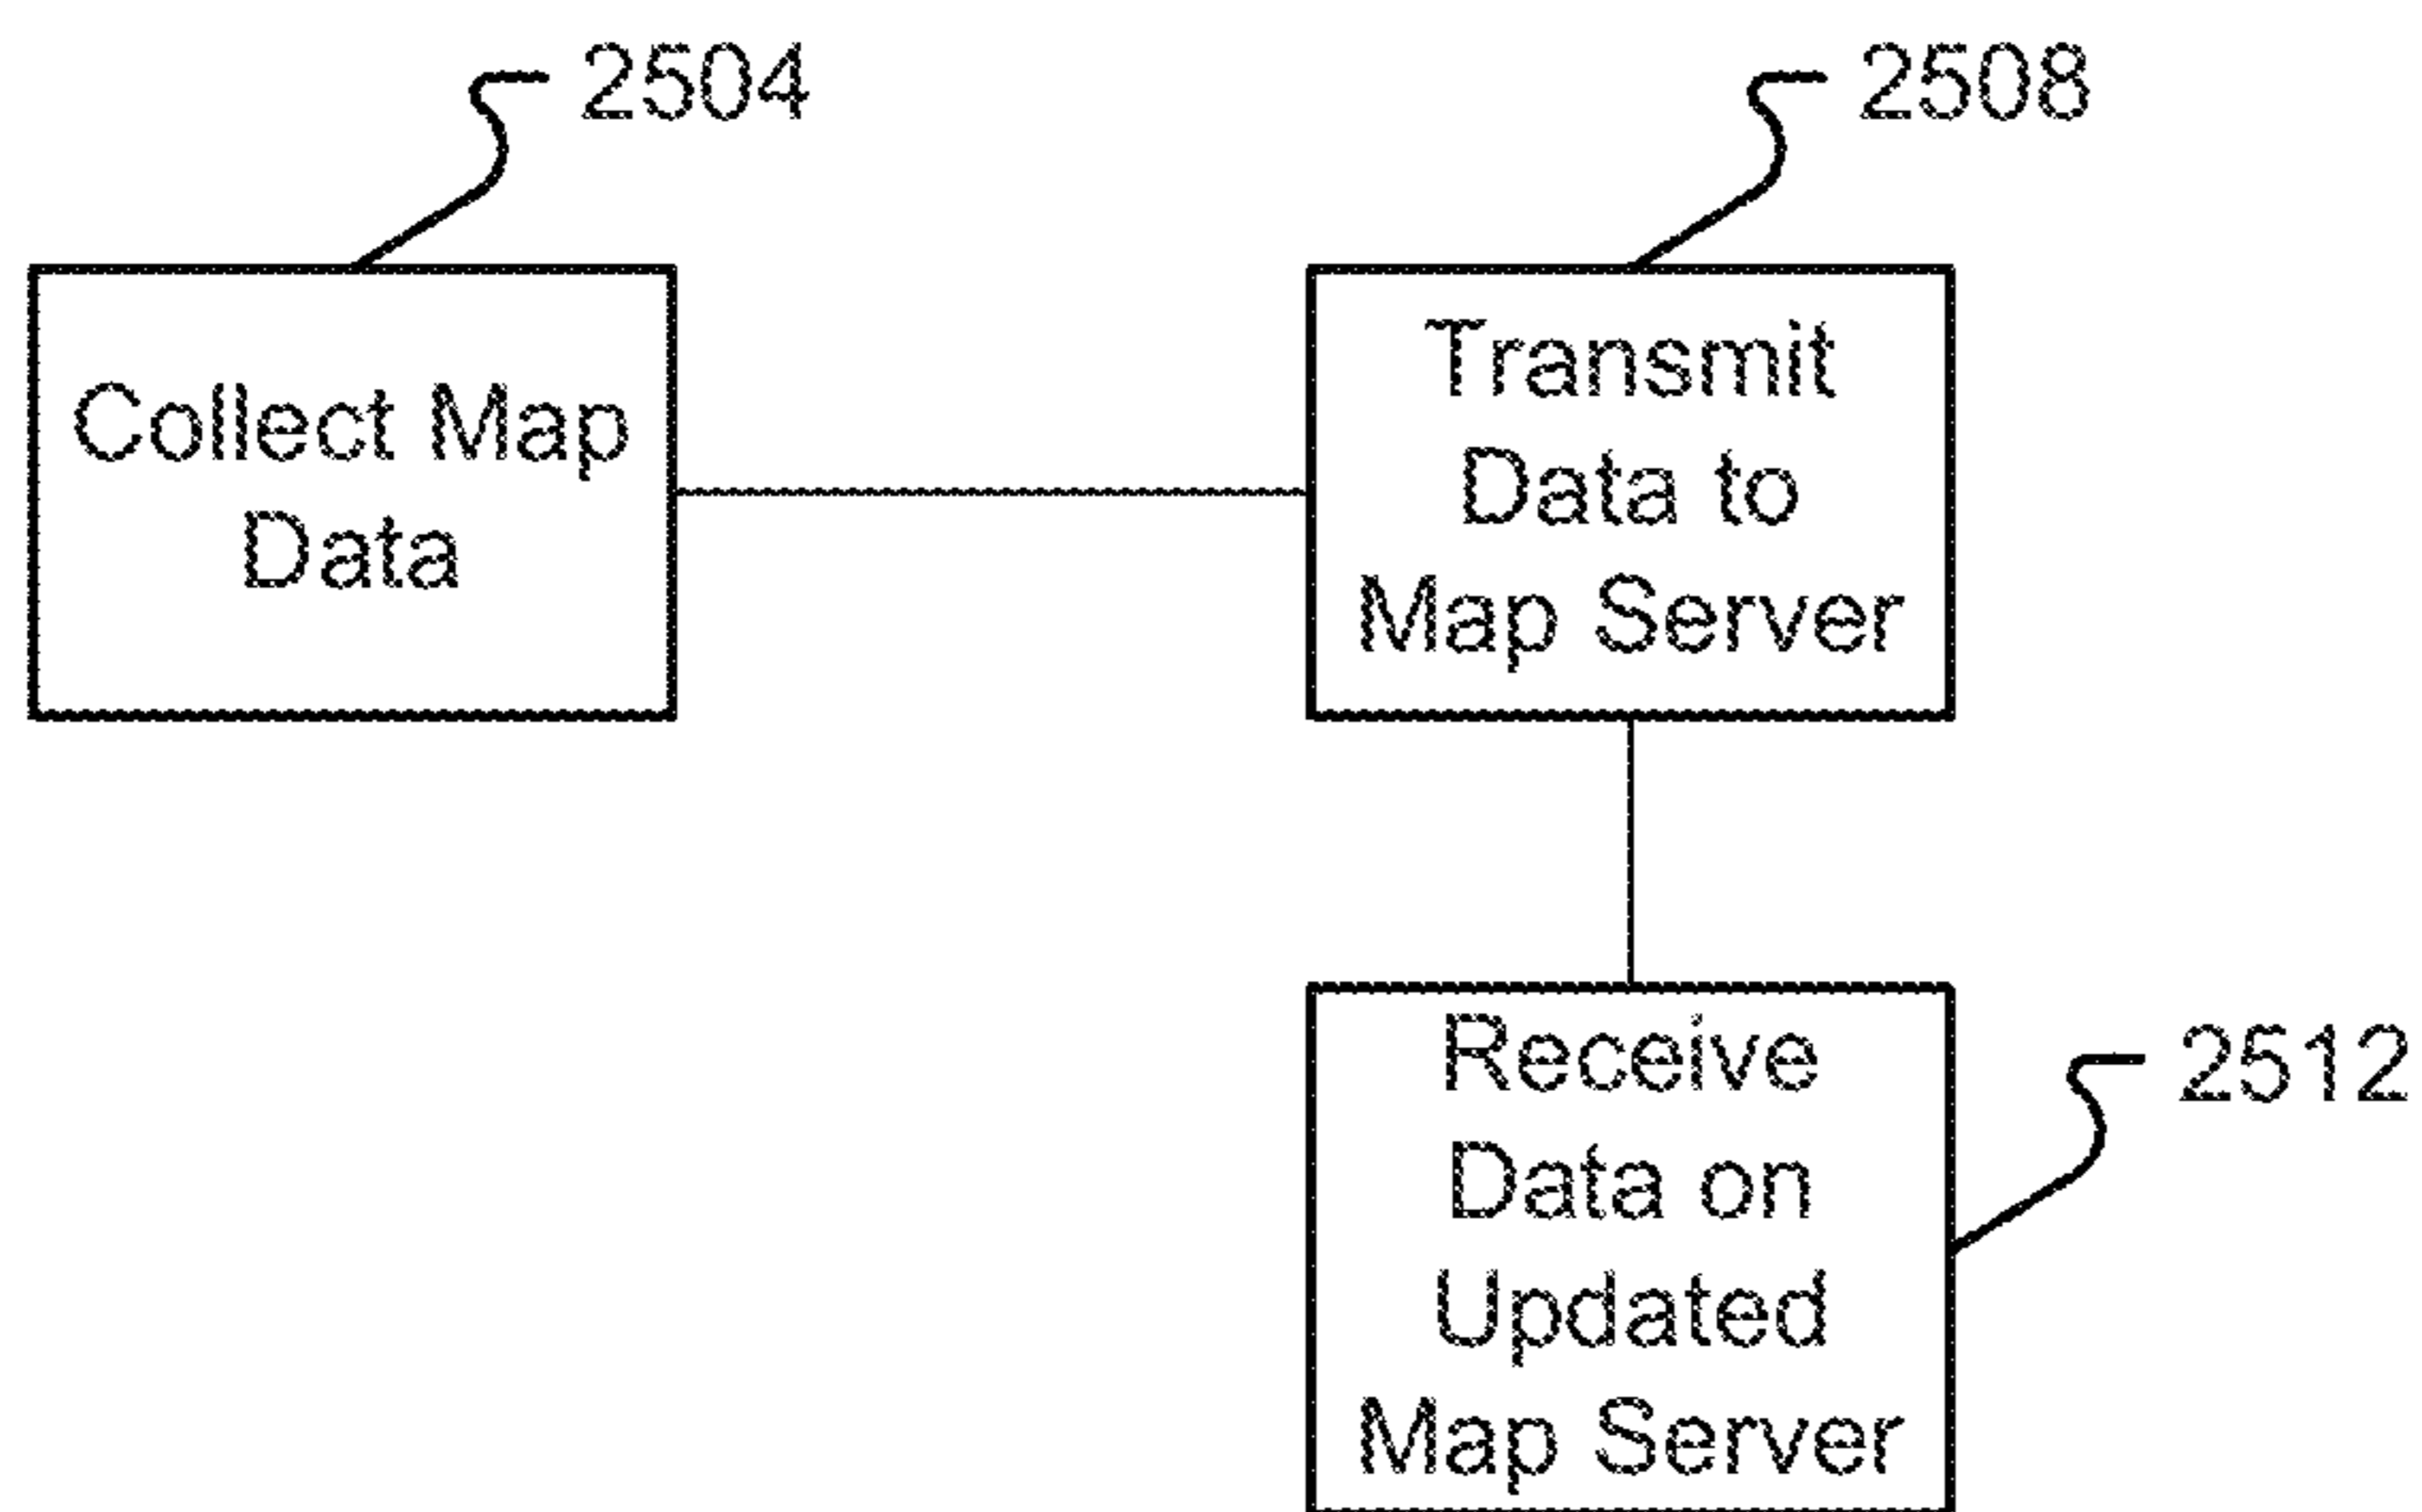 2504
2508
Collect Map
Data
Transmit
Data to
Map Server
Receive
Data on
Updated
Map Server
2512